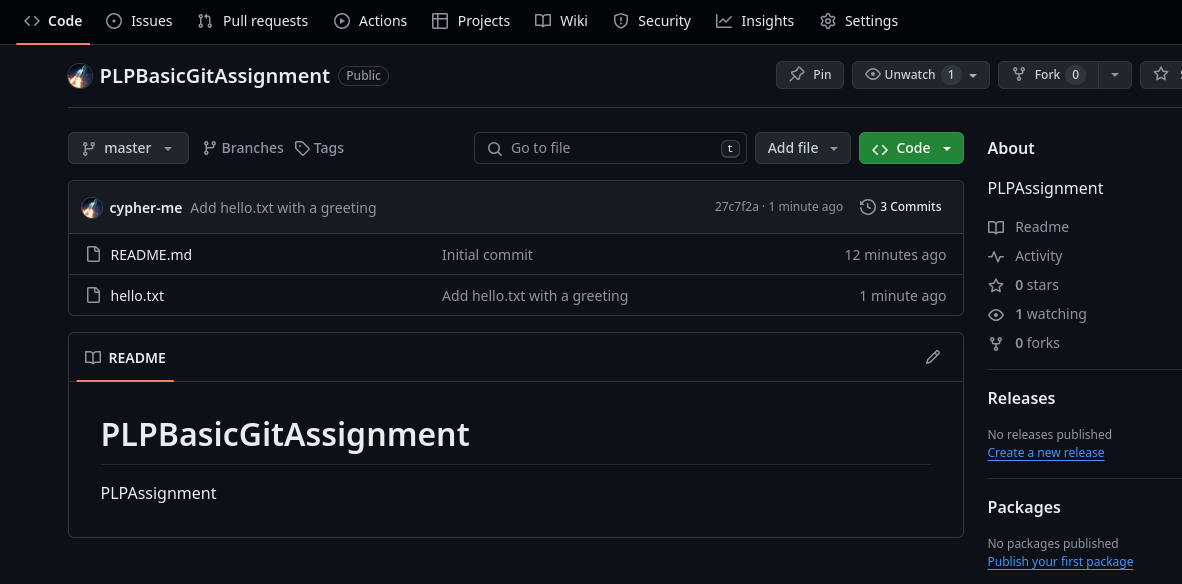 Code Issues Pull requests Actions Projects Wiki Security Insights Settings
PLPBasicGitAssignment Public Pin Unwatch 1 Fork 0
master Branches Tags Go to file t Add file Code
cypher-me Add hello.txt with a greeting 27c7f2a · 1 minute ago 3 Commits
README.md Initial commit 12 minutes ago
hello.txt Add hello.txt with a greeting 1 minute ago
README
PLPBasicGitAssignment
PLPAssignment
About
PLPAssignment
Readme
Activity
0 stars
1 watching
0 forks
Releases
No releases published
Create a new release
Packages
No packages published
Publish your first package